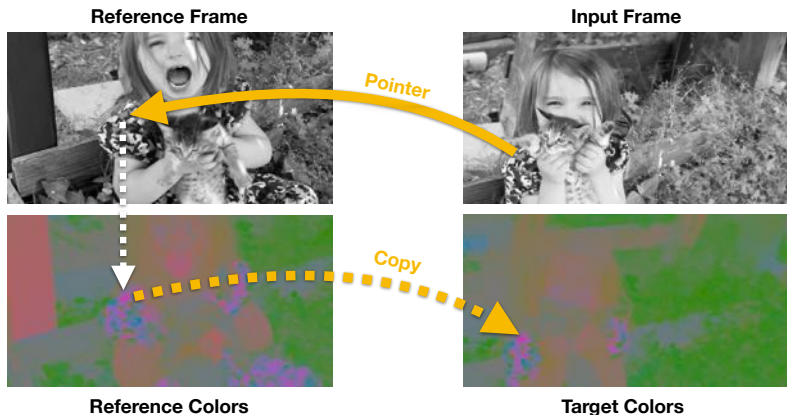 Reference Frame
Input Frame
Pointer
Copy
Reference Colors
Target Colors